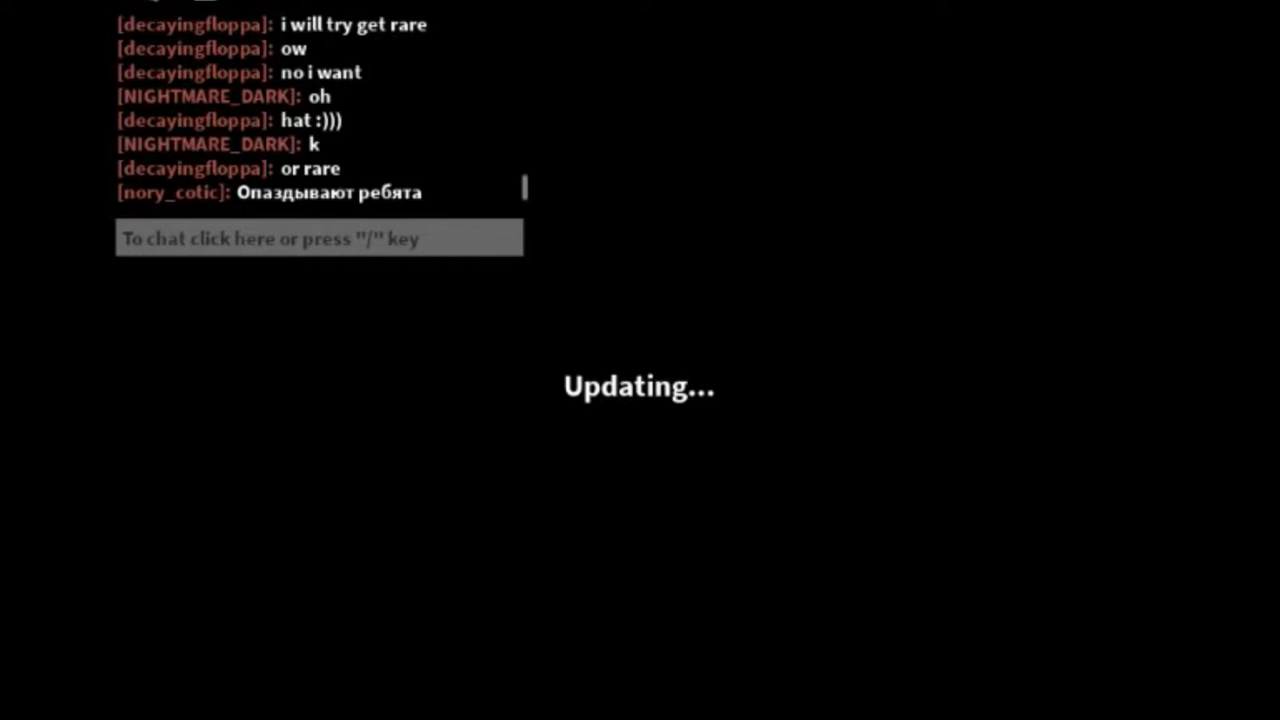 [decayingfloppa]: i will try get rare
[decayingfloppa]: ow
[decayingfloppa]: no i want
[NIGHTMARE_DARK]: oh
[decayingfloppa]: hat :)))
[NIGHTMARE_DARK]: k
[decayingfloppa]: or rare
[nory_cotic]: Опаздывают ребята
To chat click here or press "/" key
Updating...